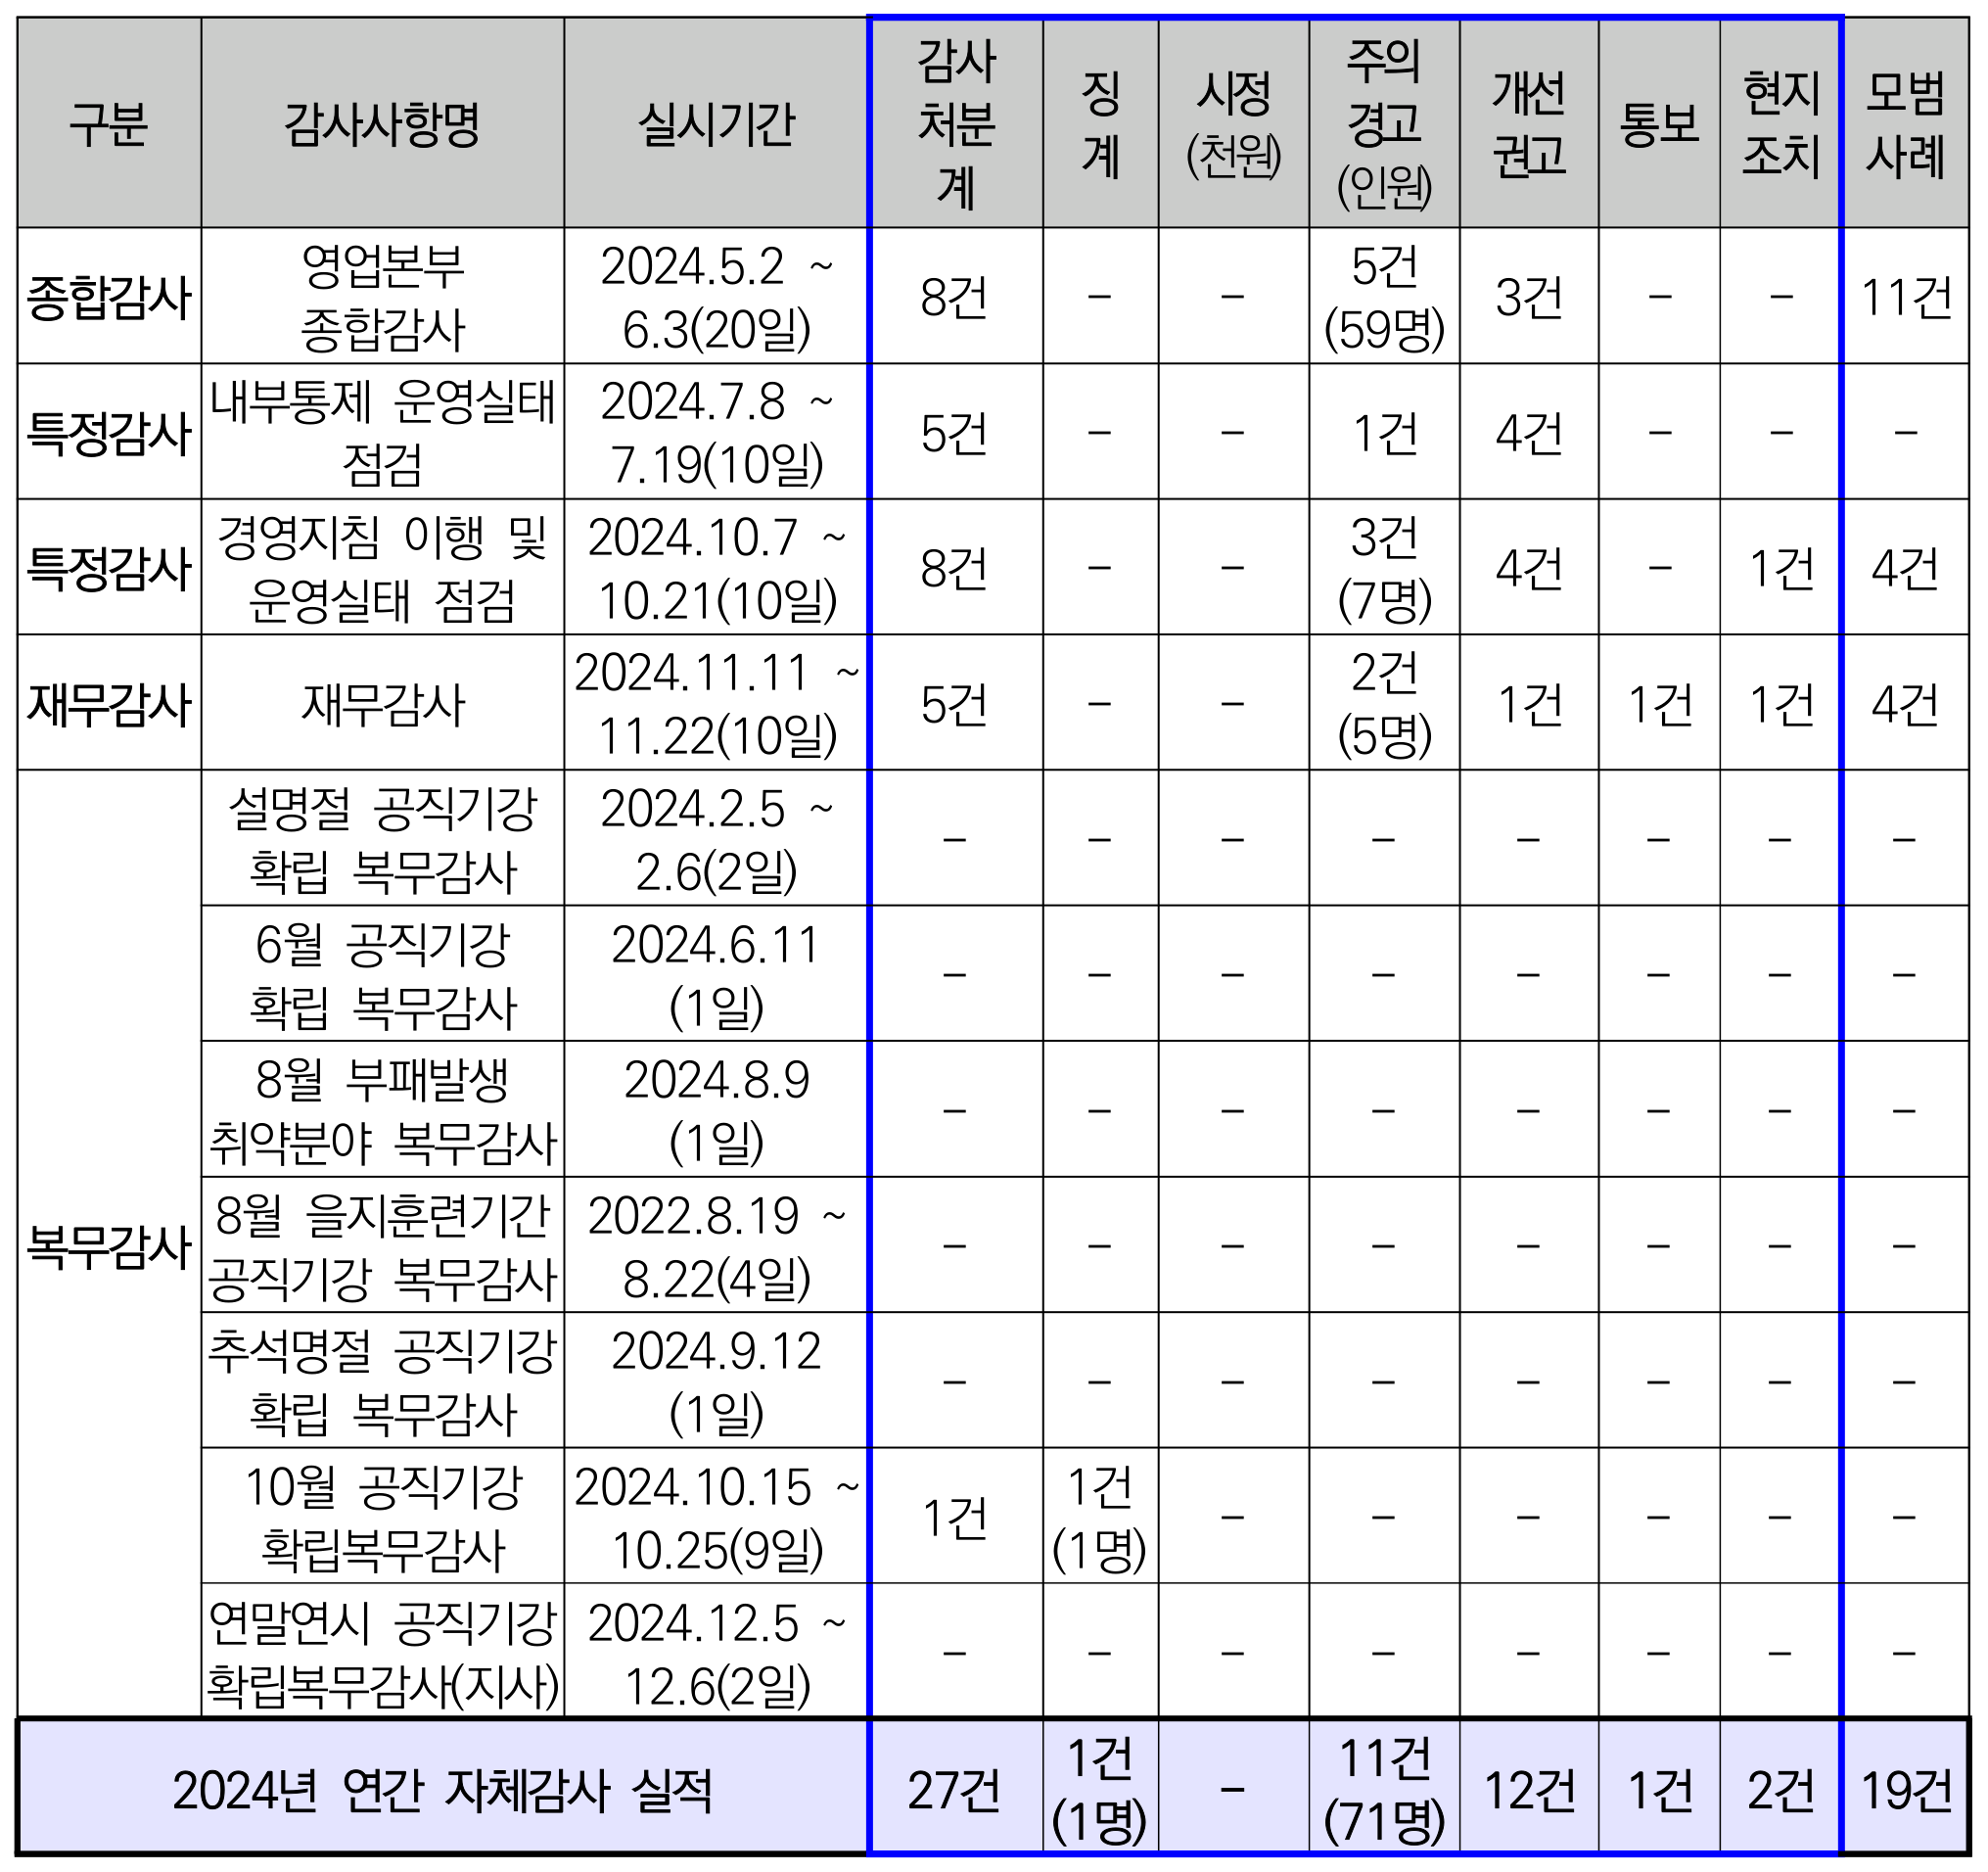 구분 감사사항명 실시기간 감사 처분 계 징 계 시정 (천원) 주의 경고 (인원) 개선 권고 통보 현지 조치 모범 사례
종합감사 영업본부 종합감사 2024.5.2 ~ 6.3(20일) 8건 - - 5건 (59명) 3건 - - 11건
특정감사 내부통제 운영실태 점검 2024.7.8 ~ 7.19(10일) 5건 - - 1건 4건 - - -
특정감사 경영지침 이행 및 운영실태 점검 2024.10.7 ~ 10.21(10일) 8건 - - 3건 (7명) 4건 - 1건 4건
재무감사 재무감사 2024.11.11 ~ 11.22(10일) 5건 - - 2건 (5명) 1건 1건 1건 4건
복무감사 설명절 공직기강 확립 복무감사 2024.2.5 ~ 2.6(2일) - - - - - - - -
6월 공직기강 확립 복무감사 2024.6.11 (1일) - - - - - - - -
8월 부패발생 취약분야 복무감사 2024.8.9 (1일) - - - - - - - -
8월 을지훈련기간 공직기강 복무감사 2022.8.19 ~ 8.22(4일) - - - - - - - -
추석명절 공직기강 확립 복무감사 2024.9.12 (1일) - - - - - - - -
10월 공직기강 확립복무감사 2024.10.15 ~ 10.25(9일) 1건 1건 (1명) - - - - - -
연말연시 공직기강 확립복무감사(지사) 2024.12.5 ~ 12.6(2일) - - - - - - - -
2024년 연간 자체감사 실적 27건 1건 (1명) - 11건 (71명) 12건 1건 2건 19건